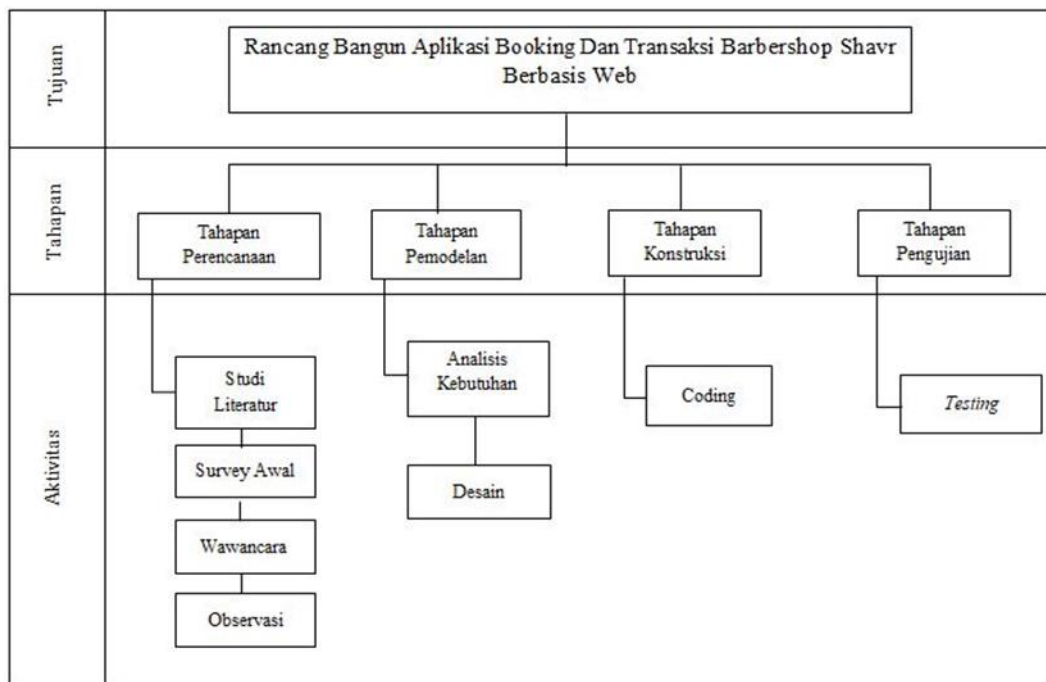 Tujuan
Rancang Bangun Aplikasi Booking Dan Transaksi Barbershop Shavr
Berbasis Web
Tahapan
Tahapan
Perencanaan
Tahapan
Pemodelan
Tahapan
Konstruksi
Tahapan
Pengujian
Aktivitas
Studi
Literatur
Survey Awal
Wawancara
Observasi
Analisis
Kebutuhan
Desain
Coding
Testing